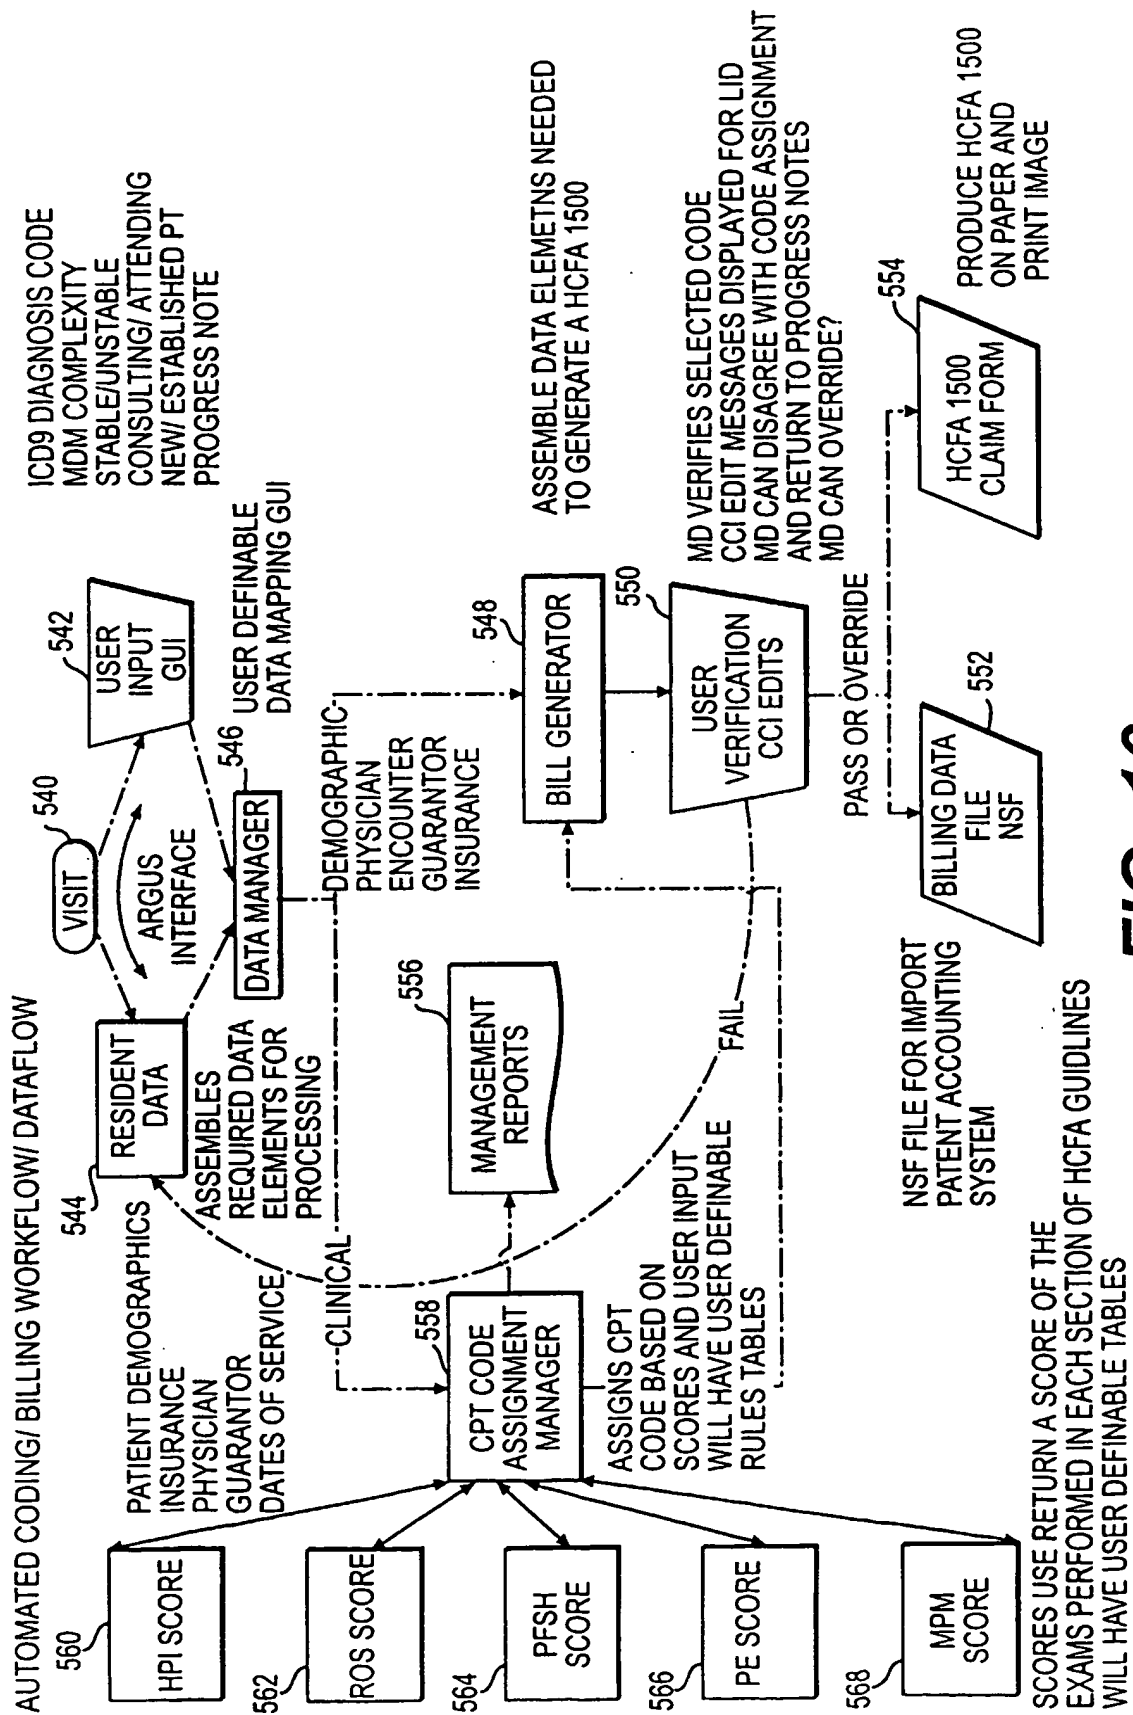 AUTOMATED CODING/ BILLING WORKFLOW/ DATAFLOW
560
HPI SCORE
562
ROS SCORE
564
PFSH
SCORE
566
PE SCORE
568
MPM
SCORE
SCORES USE RETURN A SCORE OF THE
EXAMS PERFORMED IN EACH SECTION OF HCFA GUIDLINES
WILL HAVE USER DEFINABLE TABLES
PATIENT DEMOGRAPHICS
INSURANCE
PHYSICIAN
GUARANTOR
DATES OF SERVICE
544
RESIDENT
DATA
540
VISIT
ARGUS
INTERFACE
542
USER
INPUT
GUI
ICD9 DIAGNOSIS CODE
MDM COMPLEXITY
STABLE/UNSTABLE
CONSULTING/ ATTENDING
NEW/ ESTABLISHED PT
PROGRESS NOTE
ASSEMBLES
REQUIRED DATA
ELEMENTS FOR
PROCESSING
546
DATA MANAGER
USER DEFINABLE
DATA MAPPING GUI
CLINICAL
DEMOGRAPHIC
PHYSICIAN
ENCOUNTER
GUARANTOR
INSURANCE
558
CPT CODE
ASSIGNMENT
MANAGER
556
MANAGEMENT
REPORTS
548
BILL GENERATOR
ASSEMBLE DATA ELEMETNS NEEDED
TO GENERATE A HCFA 1500
ASSIGNS CPT
CODE BASED ON
SCORES AND USER INPUT
WILL HAVE USER DEFINABLE
RULES TABLES
FAIL
550
USER
VERIFICATION
CCI EDITS
MD VERIFIES SELECTED CODE
CCI EDIT MESSAGES DISPLAYED FOR LID
MD CAN DISAGREE WITH CODE ASSIGNMENT
AND RETURN TO PROGRESS NOTES
MD CAN OVERRIDE?
PASS OR OVERRIDE
NSF FILE FOR IMPORT
PATENT ACCOUNTING
SYSTEM
552
BILLING DATA
FILE
NSF
554
HCFA 1500
CLAIM FORM
PRODUCE HCFA 1500
ON PAPER AND
PRINT IMAGE